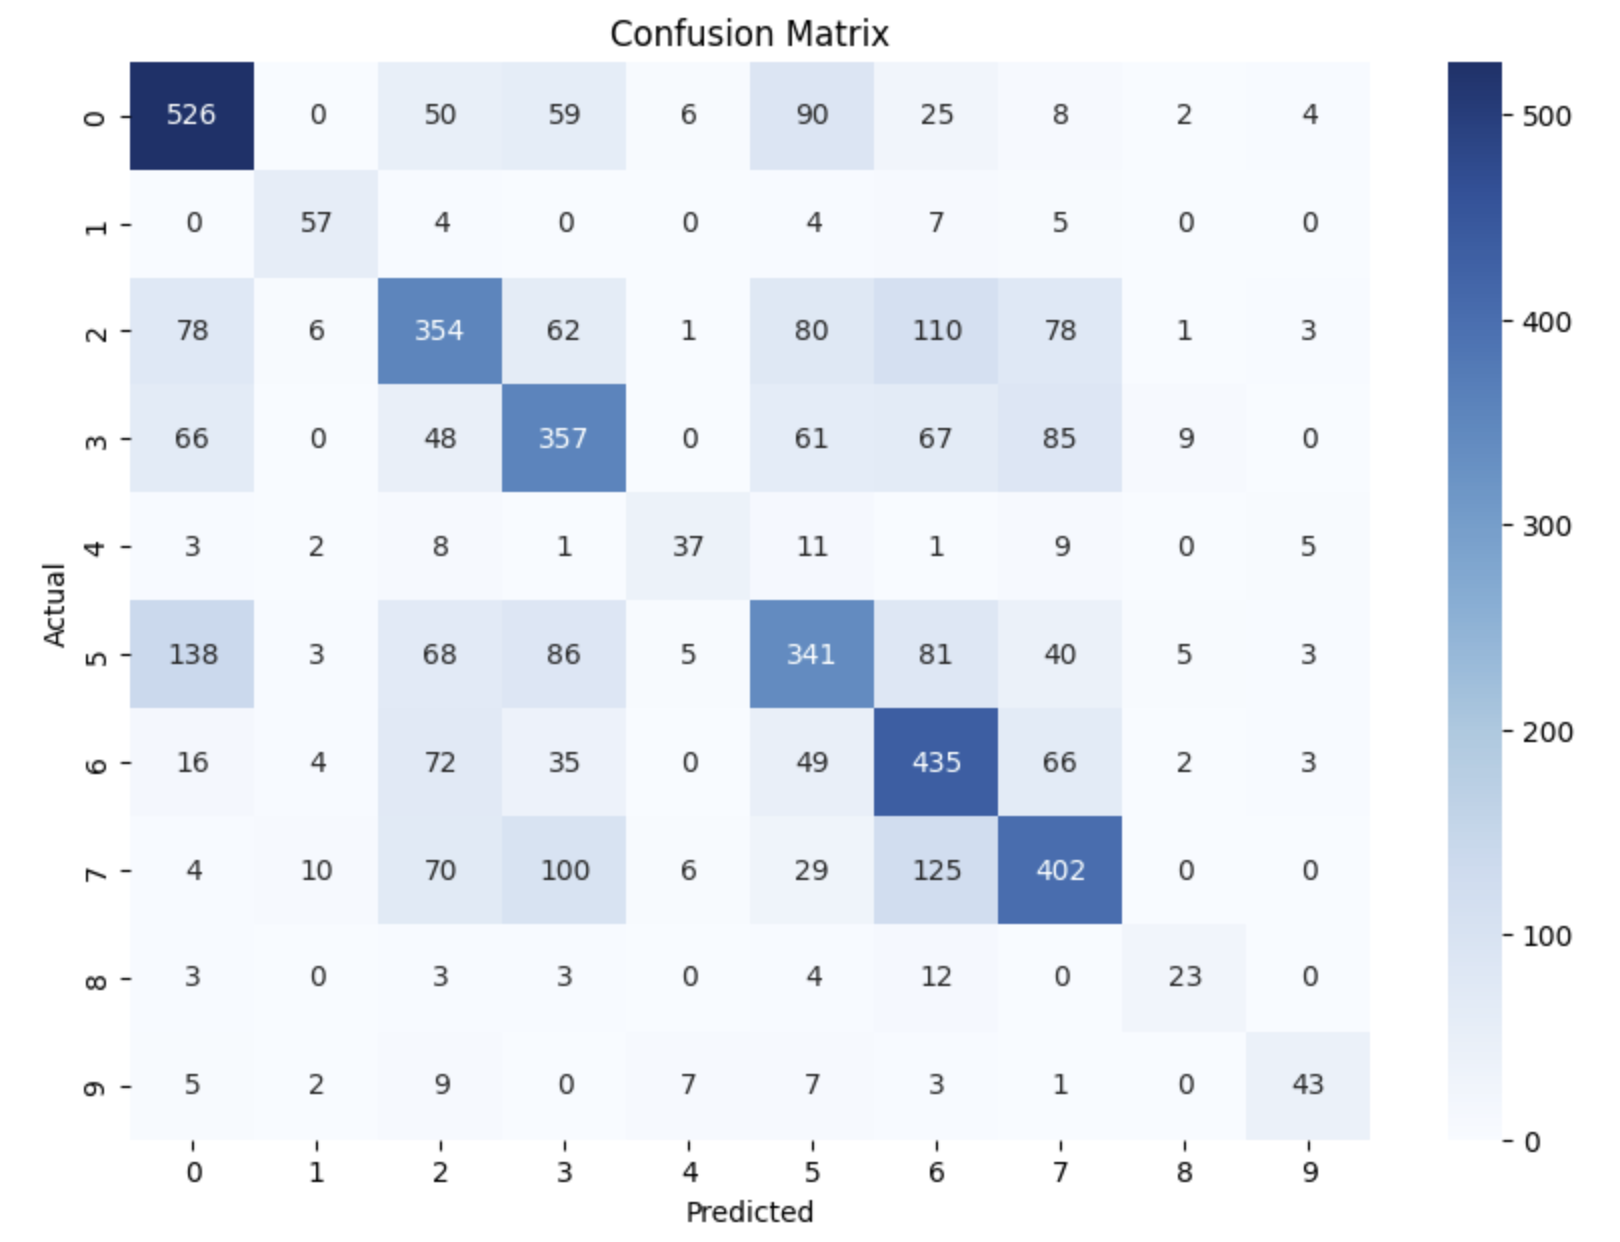 Confusion Matrix
0 526 0 50 59 6 90 25 8 2 4
1 0 57 4 0 0 4 7 5 0 0
2 78 6 354 62 1 80 110 78 1 3
3 66 0 48 357 0 61 67 85 9 0
4 3 2 8 1 37 11 1 9 0 5
5 138 3 68 86 5 341 81 40 5 3
6 16 4 72 35 0 49 435 66 2 3
7 4 10 70 100 6 29 125 402 0 0
8 3 0 3 3 0 4 12 0 23 0
9 5 2 9 0 7 7 3 1 0 43
0 1 2 3 4 5 6 7 8 9
Predicted
Actual
500
400
300
200
100
0